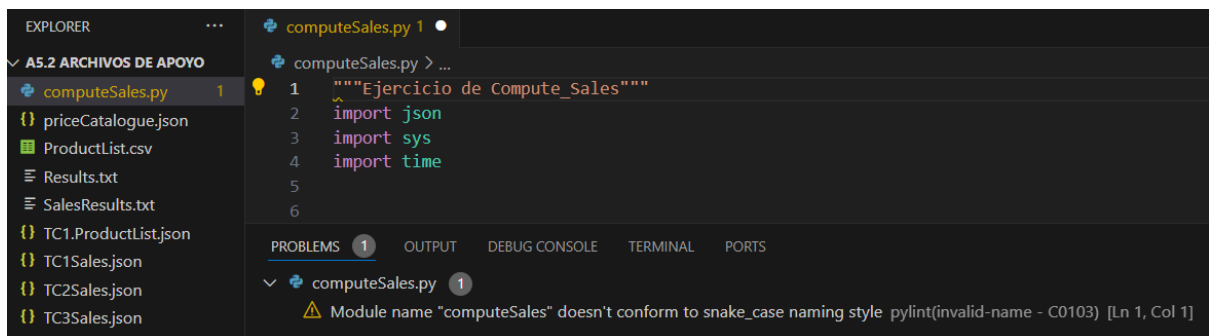 EXPLORER ...
A5.2 ARCHIVOS DE APOYO
computeSales.py 1
priceCatalogue.json
ProductList.csv
Results.txt
SalesResults.txt
TC1.ProductList.json
TC1Sales.json
TC2Sales.json
TC3Sales.json
computeSales.py 1
computeSales.py > ...
1 """Ejercicio de Compute_Sales"""
2 import json
3 import sys
4 import time
5
6
PROBLEMS 1 OUTPUT DEBUG CONSOLE TERMINAL PORTS
computeSales.py 1
Module name "computeSales" doesn't conform to snake_case naming style pylint(invalid-name - C0103) [Ln 1, Col 1]